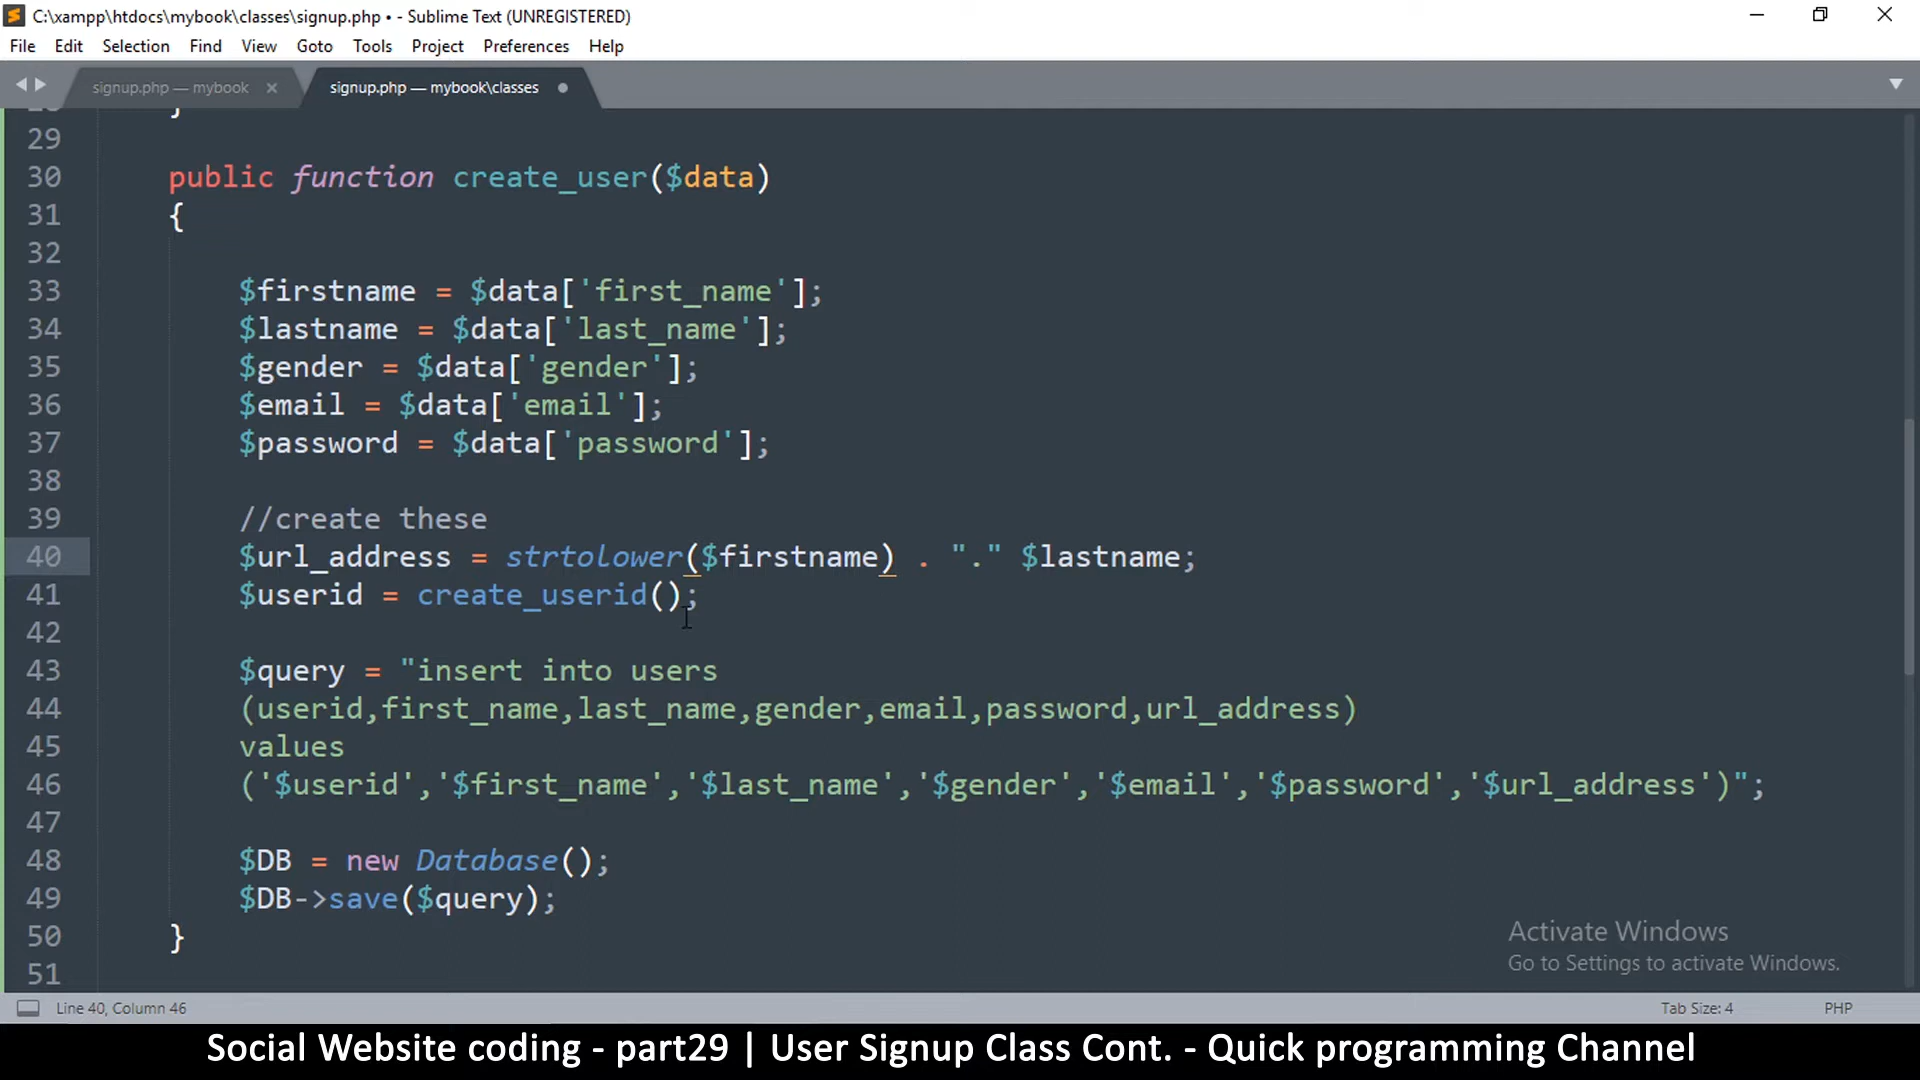 C:\xampp\htdocs\mybook\classes\signup.php • - Sublime Text (UNREGISTERED)
File Edit Selection Find View Goto Tools Project Preferences Help
signup.php — mybook × signup.php — mybook\classes
}
29
30 public function create_user($data)
31 {
32
33 $firstname = $data['first_name'];
34 $lastname = $data['last_name'];
35 $gender = $data['gender'];
36 $email = $data['email'];
37 $password = $data['password'];
38
39 //create these
40 $url_address = strtolower($firstname) . "." $lastname;
41 $userid = create_userid();
42
43 $query = "insert into users
44 (userid,first_name,last_name,gender,email,password,url_address)
45 values
46 ('$userid','$first_name','$last_name','$gender','$email','$password','$url_address')";
47
48 $DB = new Database();
49 $DB->save($query);
50 }
51
Activate Windows
Go to Settings to activate Windows.
Line 40, Column 46 Tab Size: 4 PHP
Social Website coding - part29 | User Signup Class Cont. - Quick programming Channel